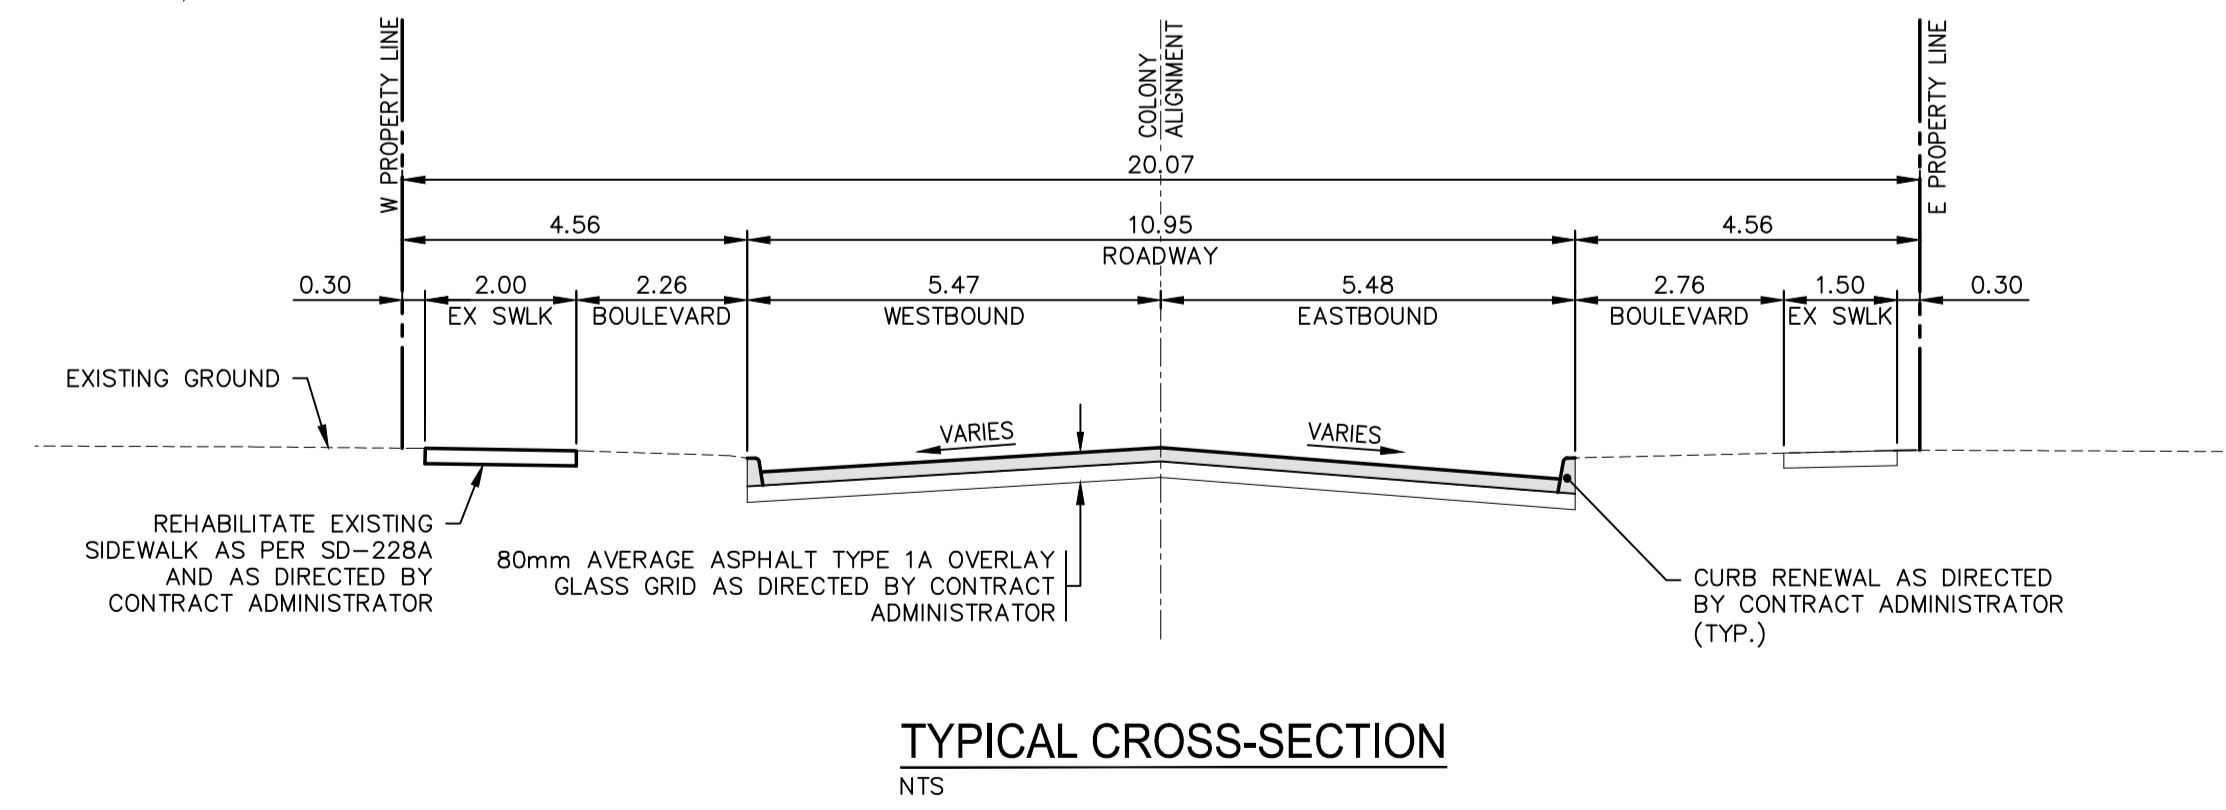 W PROPERTY LINE
COLONY
ALIGNMENT
E PROPERTY LINE
20.07
4.56
10.95
4.56
ROADWAY
0.30
2.00
2.26
5.47
5.48
2.76
1.50
0.30
EX SWLK
BOULEVARD
WESTBOUND
EASTBOUND
BOULEVARD
EX SWLK
EXISTING GROUND
VARIES
VARIES
REHABILITATE EXISTING
SIDEWALK AS PER SD-228A
AND AS DIRECTED BY
CONTRACT ADMINISTRATOR
80mm AVERAGE ASPHALT TYPE 1A OVERLAY
GLASS GRID AS DIRECTED BY CONTRACT
ADMINISTRATOR
CURB RENEWAL AS DIRECTED
BY CONTRACT ADMINISTRATOR
(TYP.)
TYPICAL CROSS-SECTION
NTS